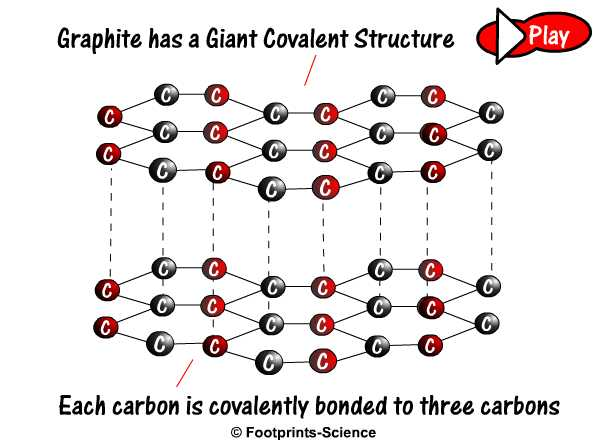 Graphite has a Giant Covalent Structure
Play
C C C C
C C C C
C C C C
C C C C
C C C C
C C
C C C C
C C C C
C C C C
C C C C
C C C C
C C
Each carbon is covalently bonded to three carbons
© Footprints-Science